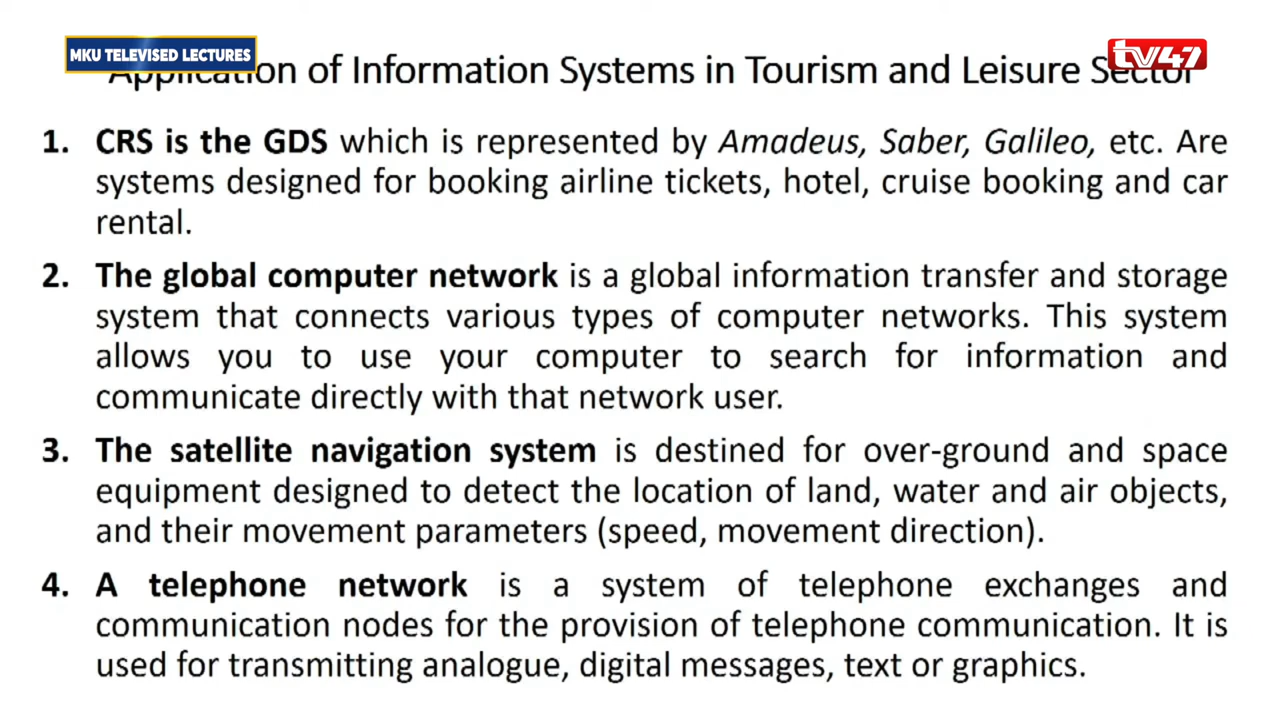 MKU TELEVISED LECTURES
tv47
Application of Information Systems in Tourism and Leisure Sector
1. CRS is the GDS which is represented by Amadeus, Saber, Galileo, etc. Are
systems designed for booking airline tickets, hotel, cruise booking and car
rental.
2. The global computer network is a global information transfer and storage
system that connects various types of computer networks. This system
allows you to use your computer to search for information and
communicate directly with that network user.
3. The satellite navigation system is destined for over-ground and space
equipment designed to detect the location of land, water and air objects,
and their movement parameters (speed, movement direction).
4. A telephone network is a system of telephone exchanges and
communication nodes for the provision of telephone communication. It is
used for transmitting analogue, digital messages, text or graphics.